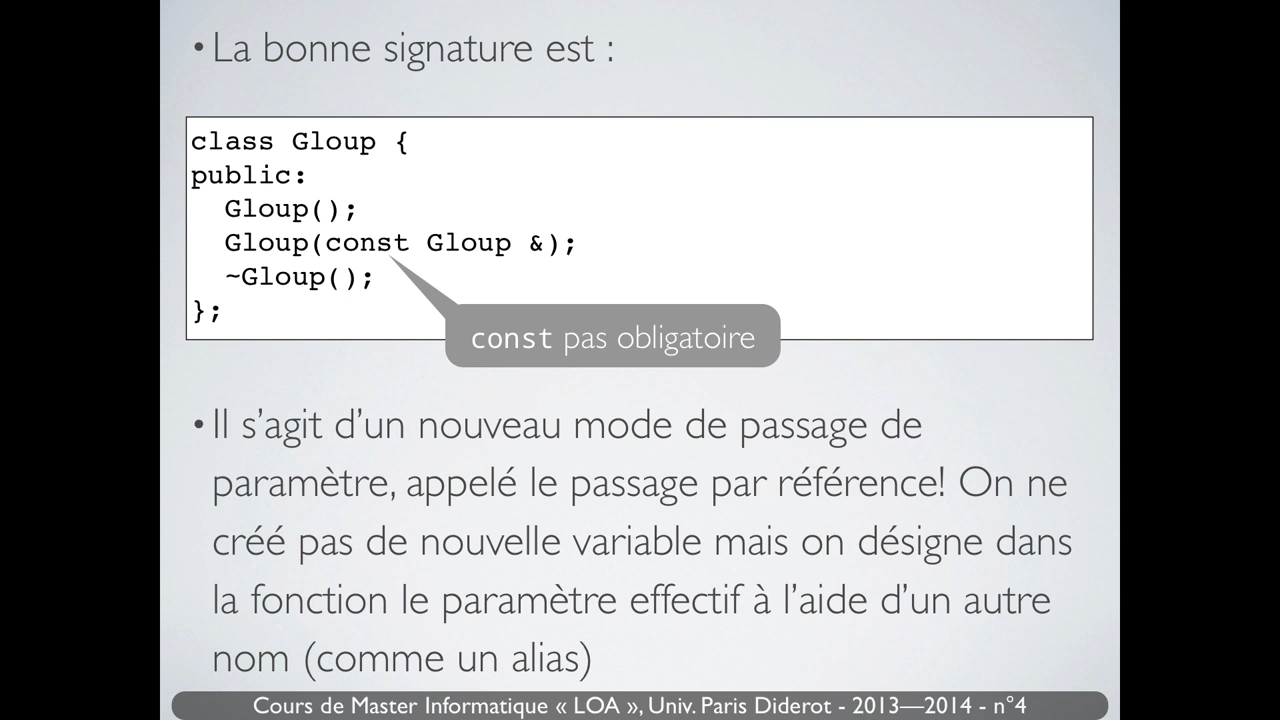 •La bonne signature est :
class Gloup {
public:
  Gloup();
  Gloup(const Gloup &);
  ~Gloup();
};
const pas obligatoire
•Il s’agit d’un nouveau mode de passage de
paramètre, appelé le passage par référence! On ne
créé pas de nouvelle variable mais on désigne dans
la fonction le paramètre effectif à l’aide d’un autre
nom (comme un alias)
Cours de Master Informatique « LOA », Univ. Paris Diderot - 2013—2014 - n°4